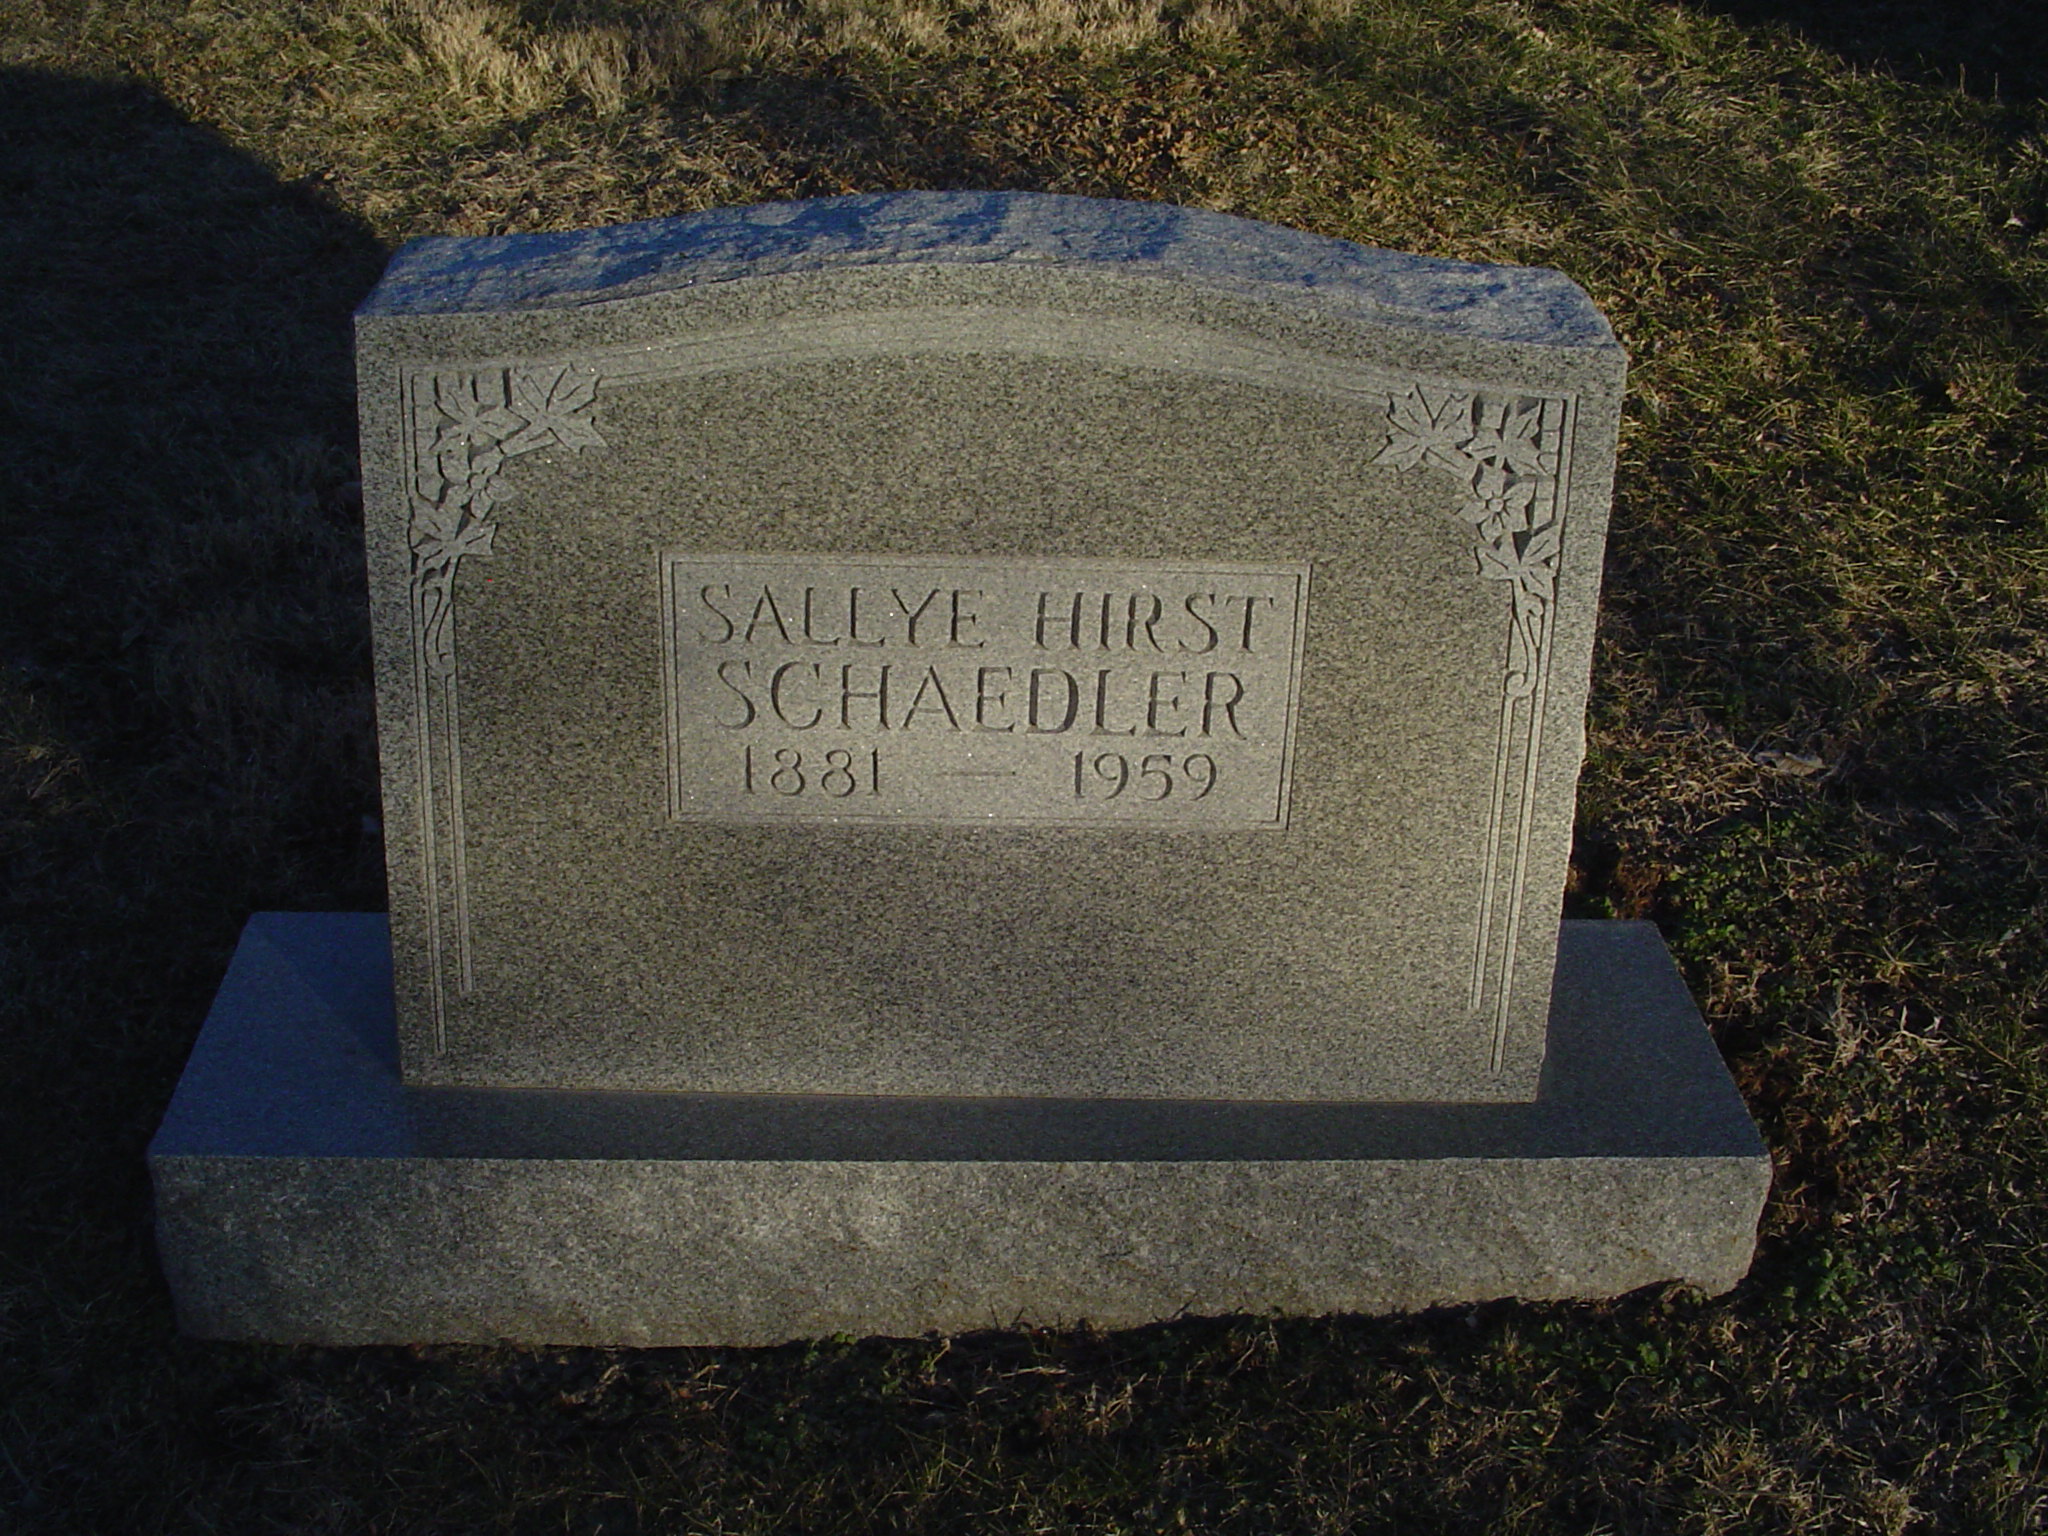 SALLYE HIRST
SCHAEDLER
1881 — 1959